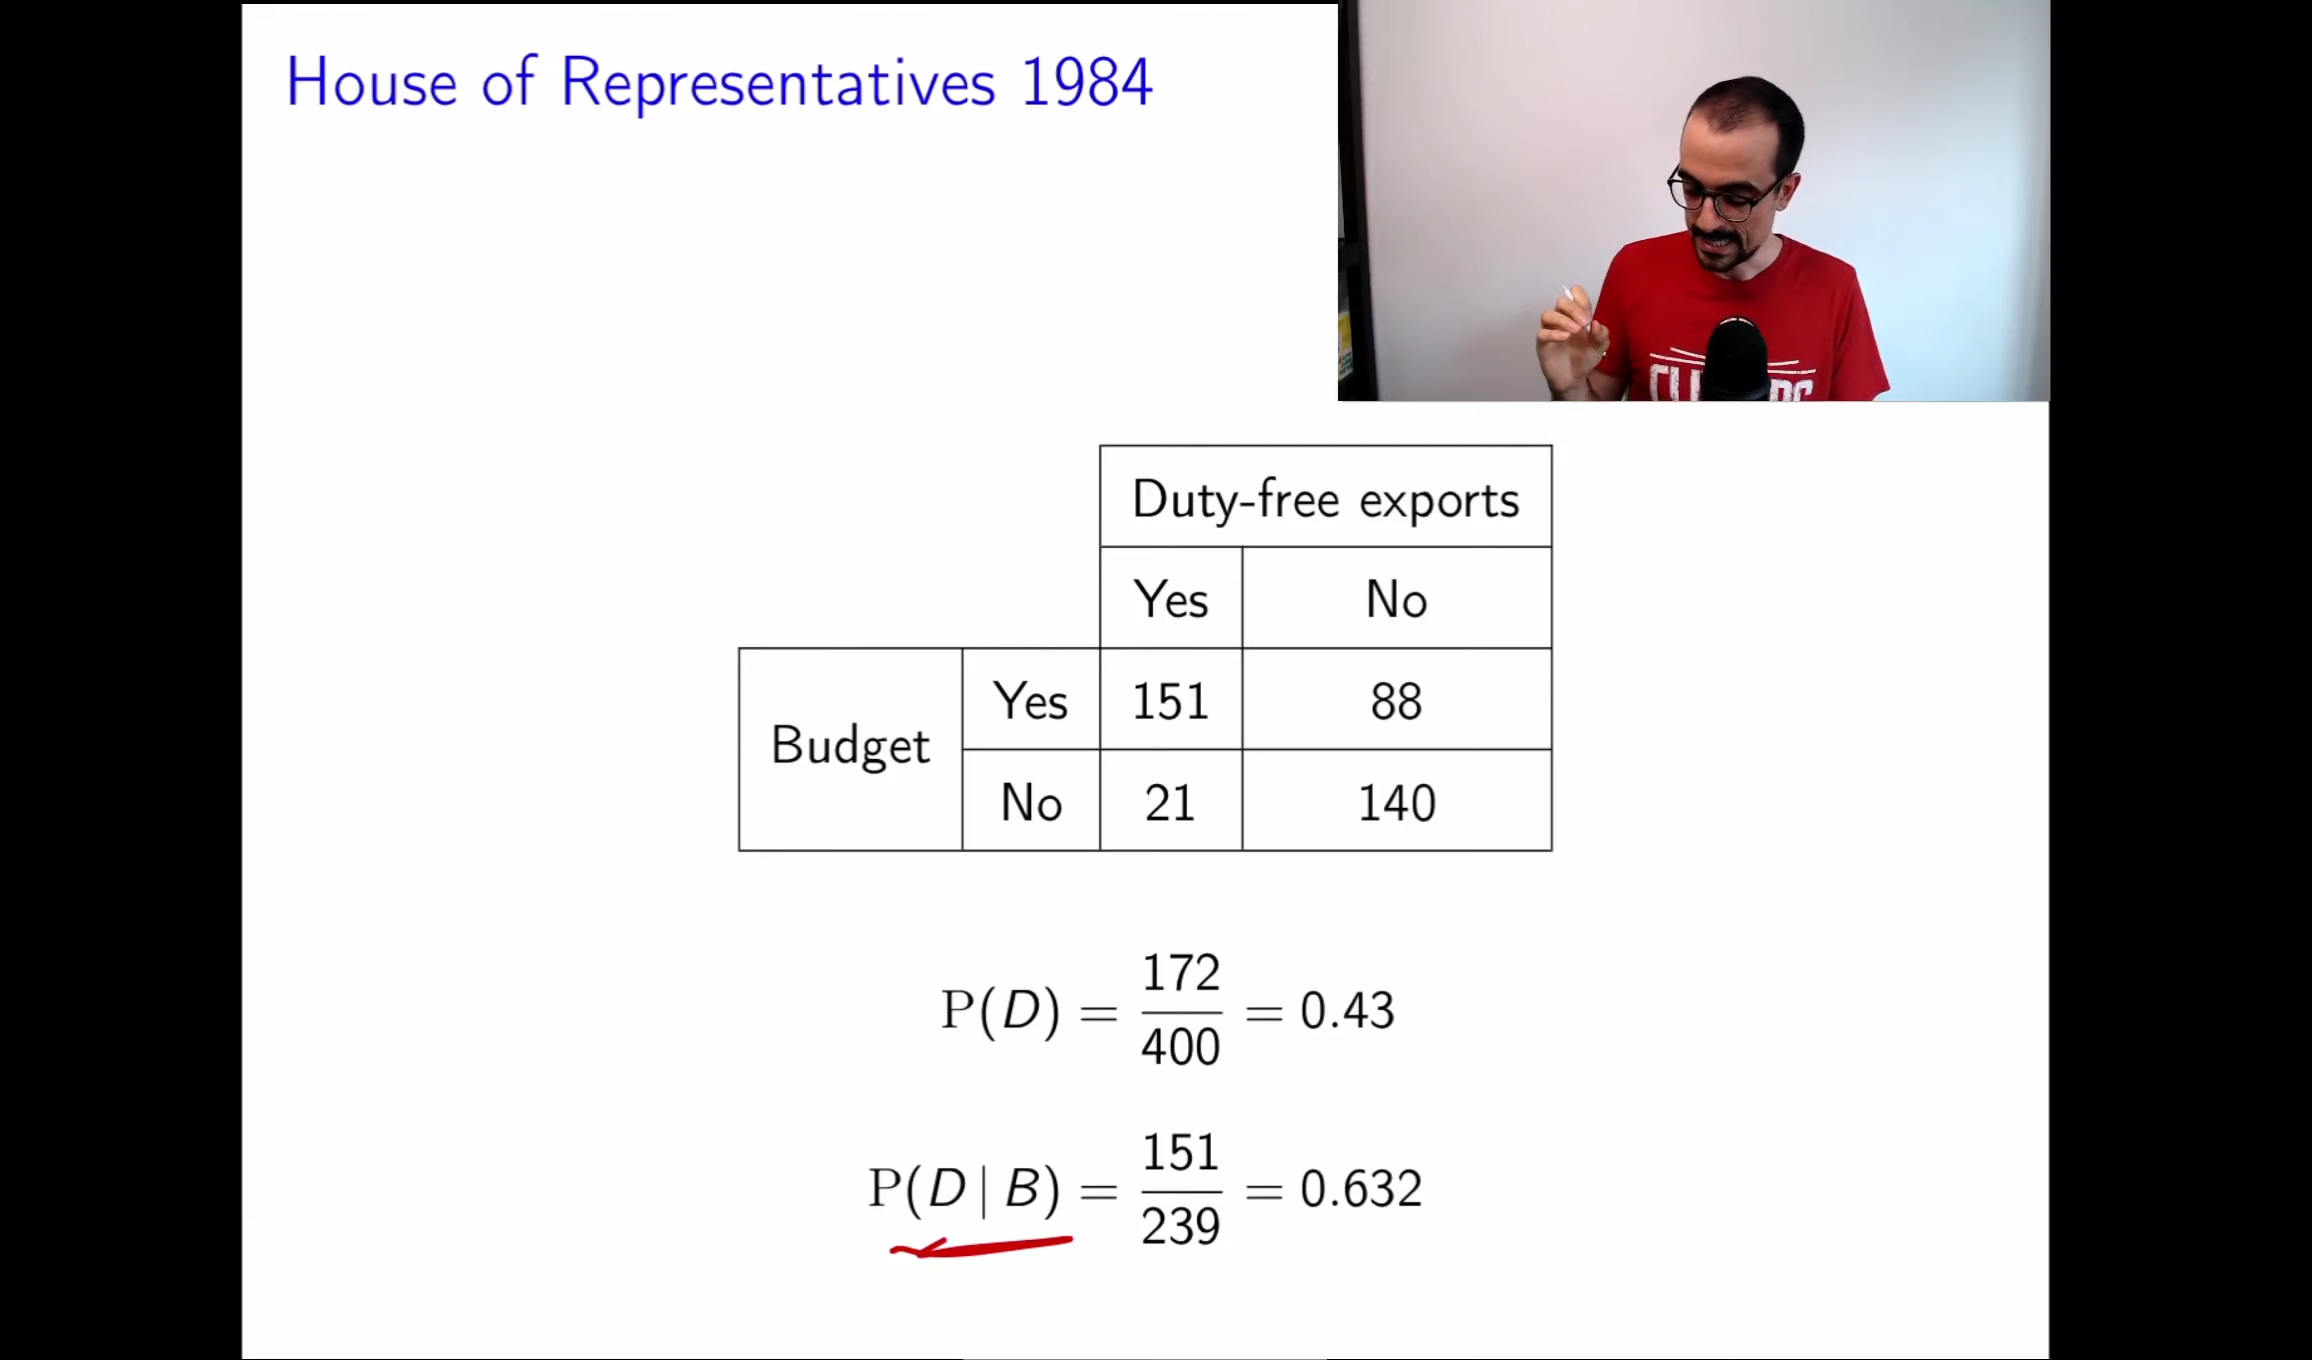 House of Representatives 1984
Duty-free exports
Yes No
Budget Yes 151 88
No 21 140
P(D) = 172/400 = 0.43
P(D | B) = 151/239 = 0.632